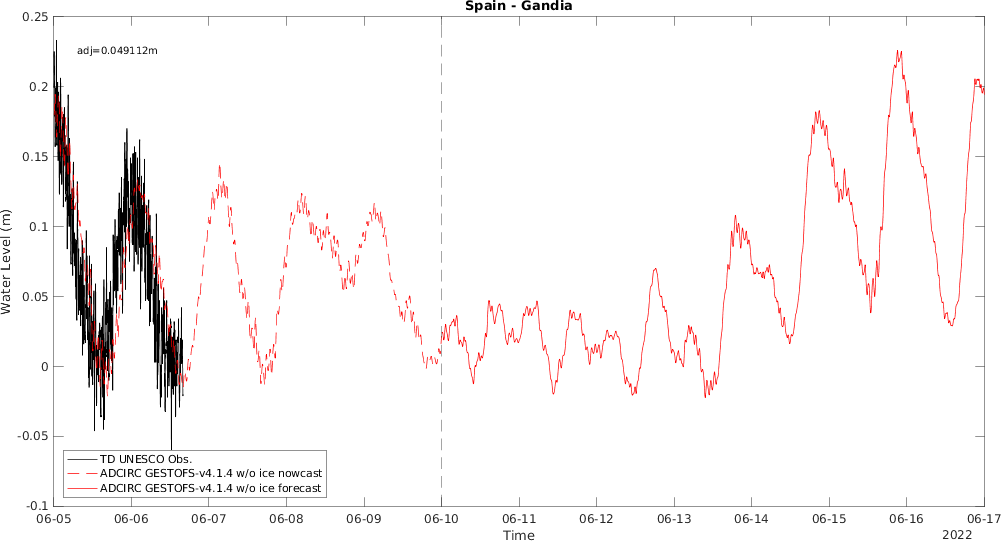 Spain - Gandia
adj=0.049112m
0.25
0.2
0.15
0.1
0.05
0
-0.05
-0.1
Water Level (m)
TD UNESCO Obs.
ADCIRC GESTOFS-v4.1.4 w/o ice nowcast
ADCIRC GESTOFS-v4.1.4 w/o ice forecast
06-05 06-06 06-07 06-08 06-09 06-10 06-11 06-12 06-13 06-14 06-15 06-16 06-17
Time
2022